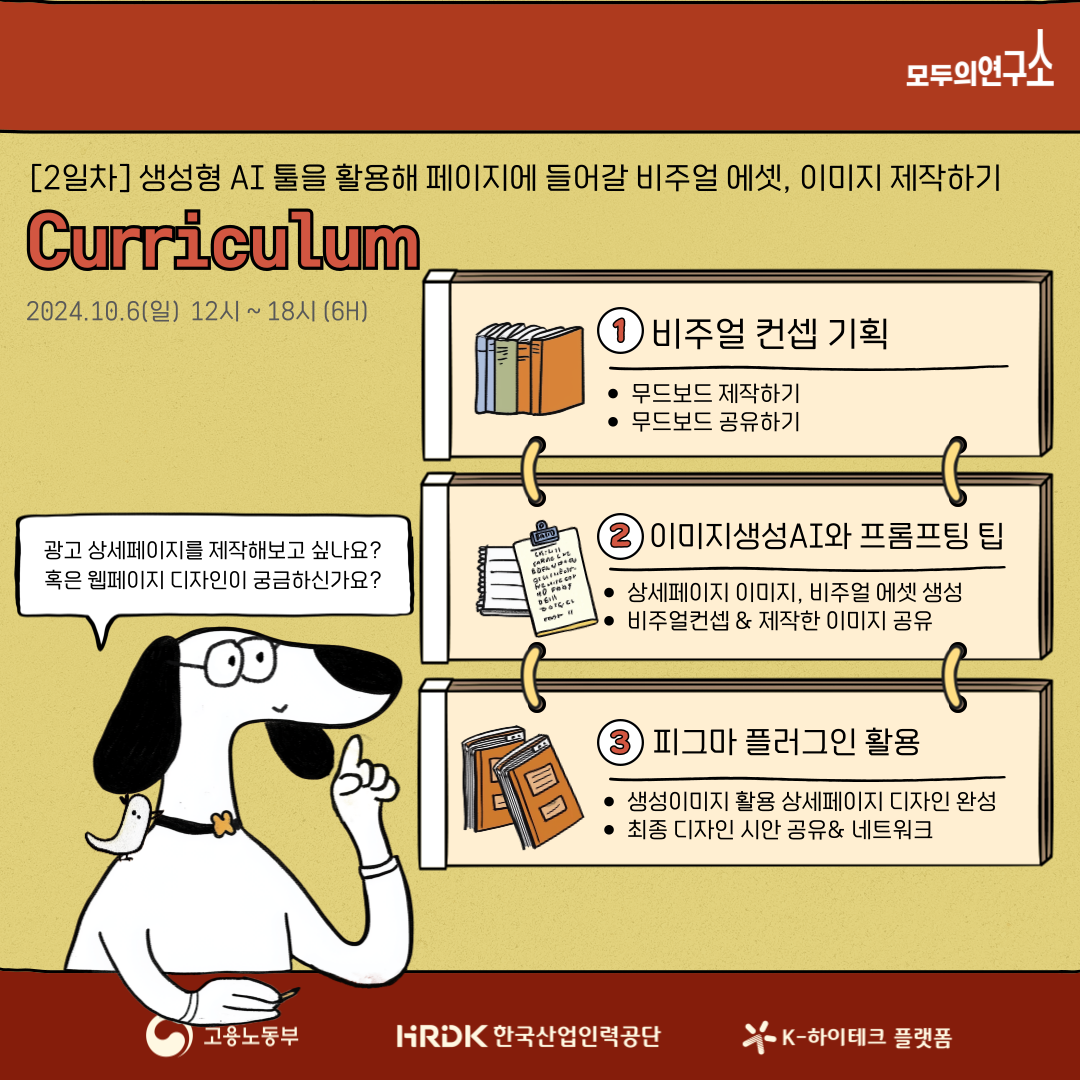 모두의연구소
[2일차] 생성형 AI 툴을 활용해 페이지에 들어갈 비주얼 에셋, 이미지 제작하기
Curriculum
2024.10.6(일) 12시 ~ 18시 (6H)
1 비주얼 컨셉 기획
• 무드보드 제작하기
• 무드보드 공유하기
2 이미지생성AI와 프롬프팅 팁
• 상세페이지 이미지, 비주얼 에셋 생성
• 비주얼컨셉 & 제작한 이미지 공유
3 피그마 플러그인 활용
• 생성이미지 활용 상세페이지 디자인 완성
• 최종 디자인 시안 공유& 네트워크
광고 상세페이지를 제작해보고 싶나요?
혹은 웹페이지 디자인이 궁금하신가요?
고용노동부
HRDK 한국산업인력공단
K-하이테크 플랫폼